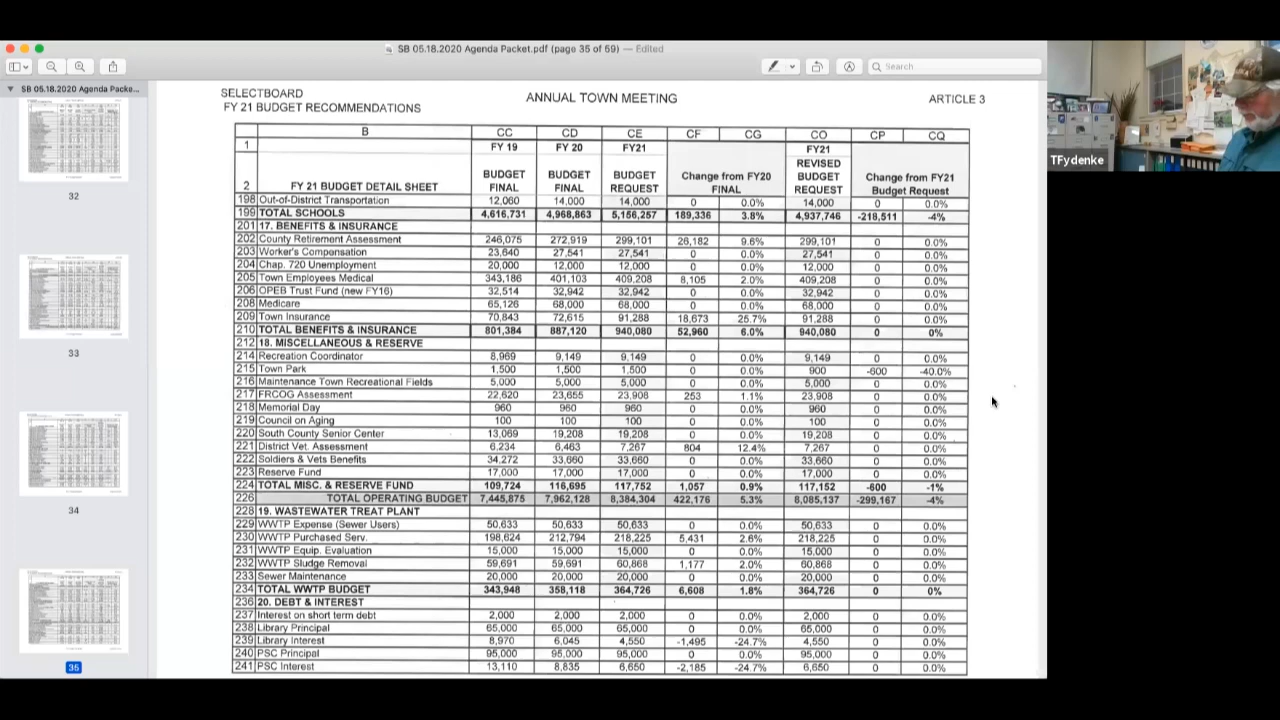 SB 05.18.2020 Agenda Packet.pdf (page 35 of 59) — Edited
Search
SB 05.18.2020 Agenda Packe...
32
33
34
35
SELECTBOARD
FY 21 BUDGET RECOMMENDATIONS
ANNUAL TOWN MEETING
ARTICLE 3
B CC CD CE CF CG CO CP CQ
1 FY 19 FY 20 FY21 FY21
2 FY 21 BUDGET DETAIL SHEET BUDGET FINAL BUDGET FINAL BUDGET REQUEST Change from FY20 FINAL REVISED BUDGET REQUEST Change from FY21 Budget Request
198 Out-of-District Transportation 12,060 14,000 14,000 0 0.0% 14,000 0 0.0%
199 TOTAL SCHOOLS 4,616,731 4,968,863 5,156,257 189,336 3.8% 4,937,746 -218,511 -4%
201 17. BENEFITS & INSURANCE
202 County Retirement Assessment 246,075 272,919 299,101 26,182 9.6% 299,101 0 0.0%
203 Worker's Compensation 23,640 27,541 27,541 0 0.0% 27,541 0 0.0%
204 Chap. 720 Unemployment 20,000 12,000 12,000 0 0.0% 12,000 0 0.0%
205 Town Employees Medical 343,186 401,103 409,208 8,105 2.0% 409,208 0 0.0%
206 OPEB Trust Fund (new FY16) 32,514 32,942 32,942 0 0.0% 32,942 0 0.0%
208 Medicare 65,126 68,000 68,000 0 0.0% 68,000 0 0.0%
209 Town Insurance 70,843 72,615 91,288 18,673 25.7% 91,288 0 0.0%
210 TOTAL BENEFITS & INSURANCE 801,384 887,120 940,080 52,960 6.0% 940,080 0 0%
212 18. MISCELLANEOUS & RESERVE
214 Recreation Coordinator 8,969 9,149 9,149 0 0.0% 9,149 0 0.0%
215 Town Park 1,500 1,500 1,500 0 0.0% 900 -600 -40.0%
216 Maintenance Town Recreational Fields 5,000 5,000 5,000 0 0.0% 5,000 0 0.0%
217 FRCOG Assessment 22,620 23,655 23,908 253 1.1% 23,908 0 0.0%
218 Memorial Day 960 960 960 0 0.0% 960 0 0.0%
219 Council on Aging 100 100 100 0 0.0% 100 0 0.0%
220 South County Senior Center 13,069 19,208 19,208 0 0.0% 19,208 0 0.0%
221 District Vet. Assessment 6,234 6,463 7,267 804 12.4% 7,267 0 0.0%
222 Soldiers & Vets Benefits 34,272 33,660 33,660 0 0.0% 33,660 0 0.0%
223 Reserve Fund 17,000 17,000 17,000 0 0.0% 17,000 0 0.0%
224 TOTAL MISC. & RESERVE FUND 109,724 116,695 117,752 1,057 0.9% 117,152 -600 -1%
226 TOTAL OPERATING BUDGET 7,445,875 7,962,128 8,384,304 422,176 5.3% 8,085,137 -299,167 -4%
228 19. WASTEWATER TREAT PLANT
229 WWTP Expense (Sewer Users) 50,633 50,633 50,633 0 0.0% 50,633 0 0.0%
230 WWTP Purchased Serv. 198,624 212,794 218,225 5,431 2.6% 218,225 0 0.0%
231 WWTP Equip. Evaluation 15,000 15,000 15,000 0 0.0% 15,000 0 0.0%
232 WWTP Sludge Removal 59,691 59,691 60,868 1,177 2.0% 60,868 0 0.0%
233 Sewer Maintenance 20,000 20,000 20,000 0 0.0% 20,000 0 0.0%
234 TOTAL WWTP BUDGET 343,948 358,118 364,726 6,608 1.8% 364,726 0 0%
236 20. DEBT & INTEREST
237 Interest on short term debt 2,000 2,000 2,000 0 0.0% 2,000 0 0.0%
238 Library Principal 65,000 65,000 65,000 0 0.0% 65,000 0 0.0%
239 Library Interest 8,970 6,045 4,550 -1,495 -24.7% 4,550 0 0.0%
240 PSC Principal 95,000 95,000 95,000 0 0.0% 95,000 0 0.0%
241 PSC Interest 13,110 8,835 6,650 -2,185 -24.7% 6,650 0 0.0%
TFydenke